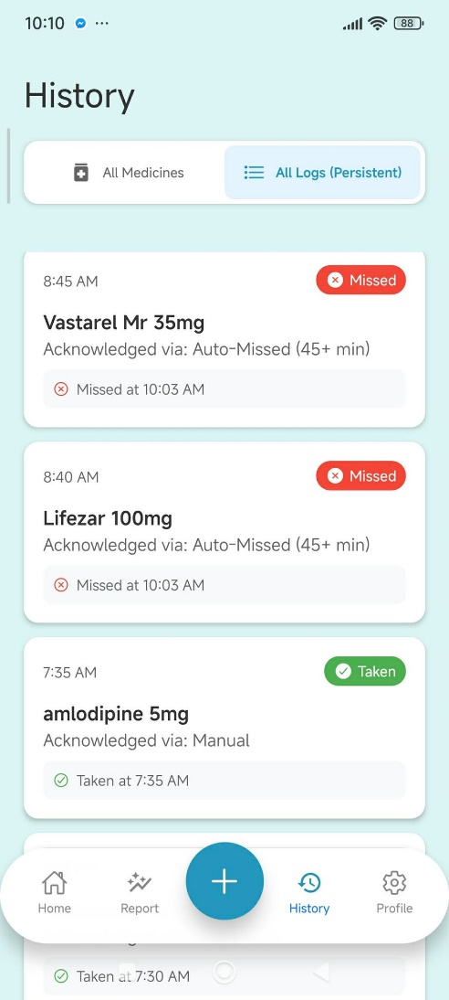 10:10 ...
88
History
All Medicines
All Logs (Persistent)
8:45 AM
Missed
Vastarel Mr 35mg
Acknowledged via: Auto-Missed (45+ min)
Missed at 10:03 AM
8:40 AM
Missed
Lifezar 100mg
Acknowledged via: Auto-Missed (45+ min)
Missed at 10:03 AM
7:35 AM
Taken
amlodipine 5mg
Acknowledged via: Manual
Taken at 7:35 AM
Home
Report
History
Profile
Taken at 7:30 AM